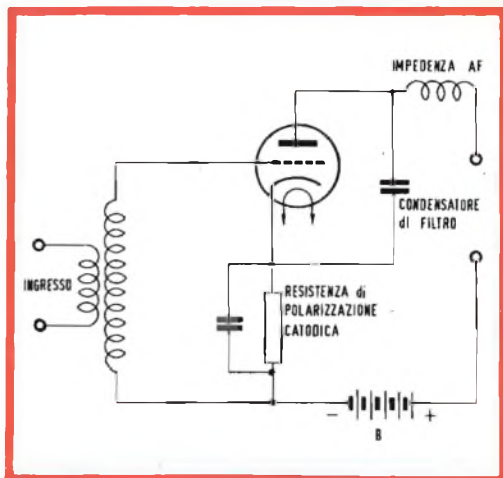 IMPEDENZA AF
CONDENSATORE
di FILTRO
INGRESSO
RESISTENZA di
POLARIZZAZIONE
CATODICA
- +
B